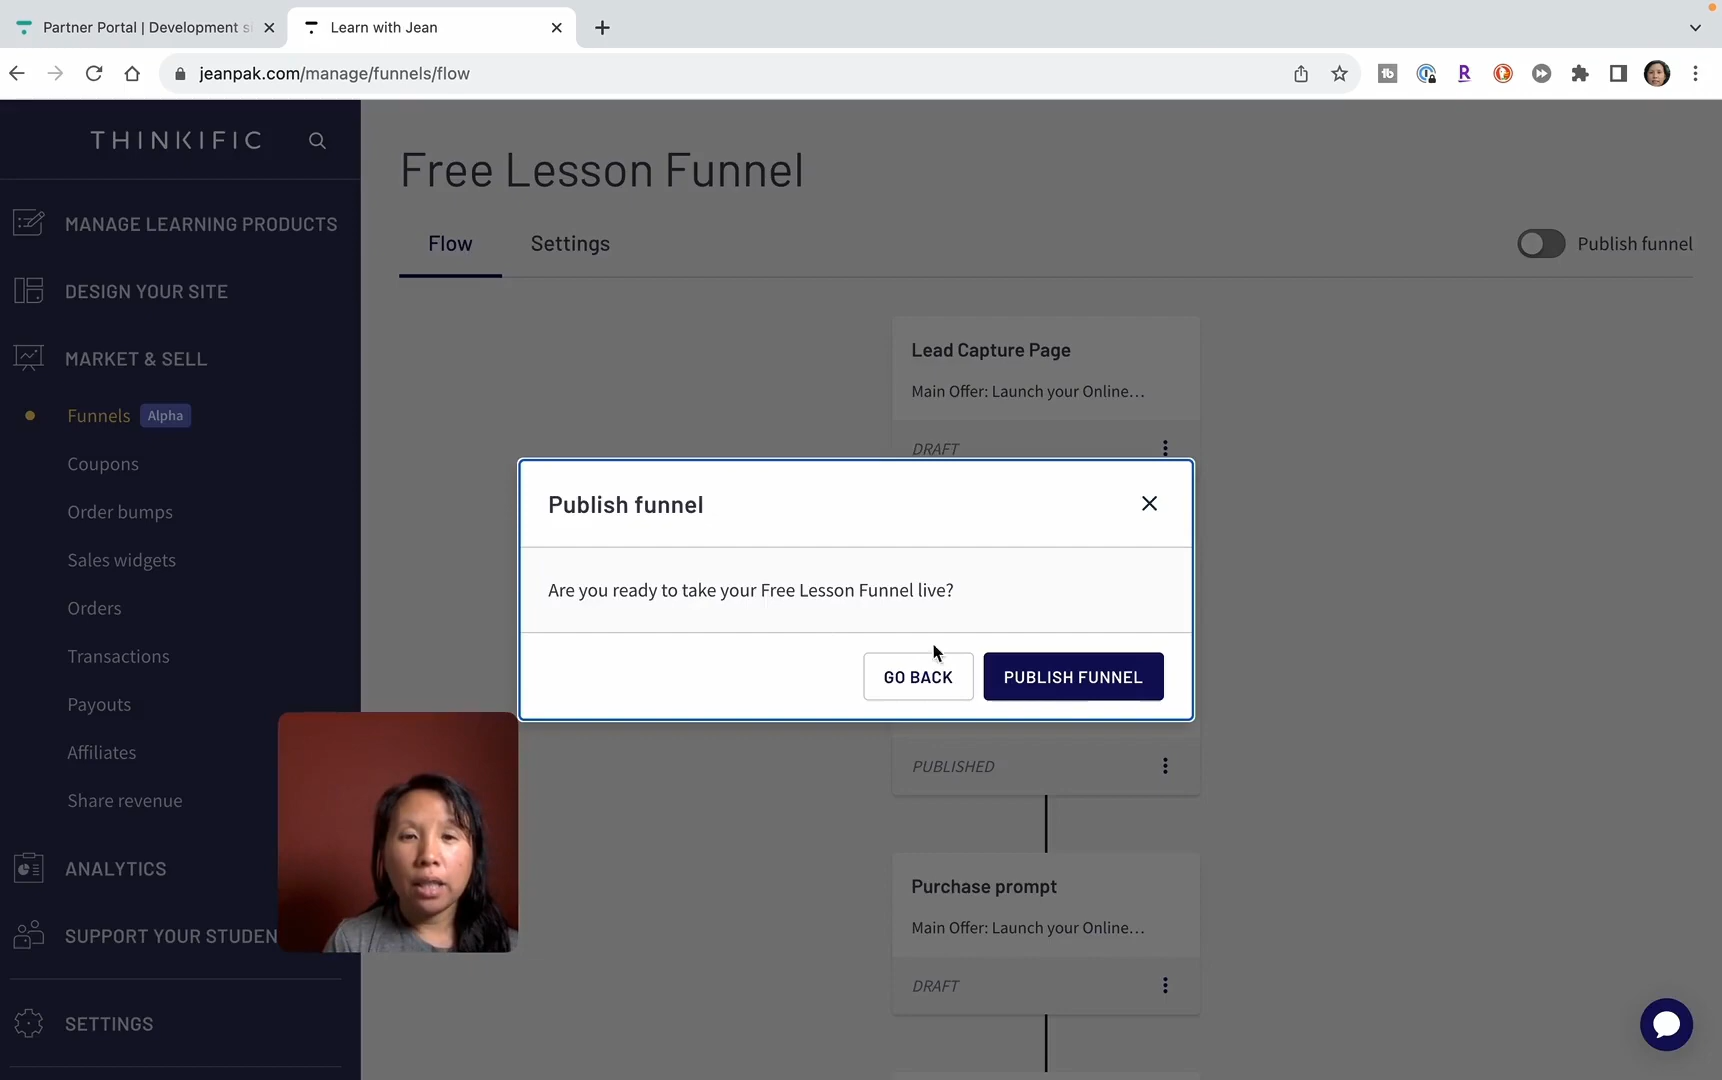 Partner Portal | Development s
Learn with Jean
jeanpak.com/manage/funnels/flow
THINKIFIC
MANAGE LEARNING PRODUCTS
DESIGN YOUR SITE
MARKET & SELL
Funnels Alpha
Coupons
Order bumps
Sales widgets
Orders
Transactions
Payouts
Affiliates
Share revenue
ANALYTICS
SUPPORT YOUR STUDEN
SETTINGS
Free Lesson Funnel
Flow
Settings
Publish funnel
Lead Capture Page
Main Offer: Launch your Online…
DRAFT
Publish funnel
Are you ready to take your Free Lesson Funnel live?
GO BACK
PUBLISH FUNNEL
PUBLISHED
Purchase prompt
Main Offer: Launch your Online…
DRAFT